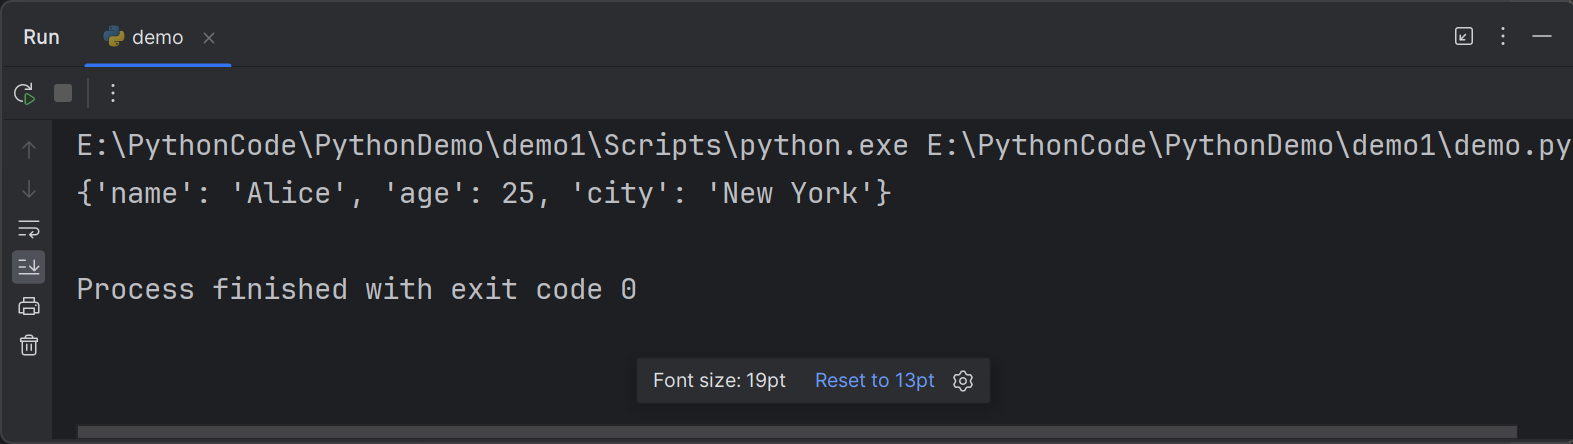 Run demo
E:\PythonCode\PythonDemo\demo1\Scripts\python.exe E:\PythonCode\PythonDemo\demo1\demo.py
{'name': 'Alice', 'age': 25, 'city': 'New York'}
Process finished with exit code 0
Font size: 19pt Reset to 13pt